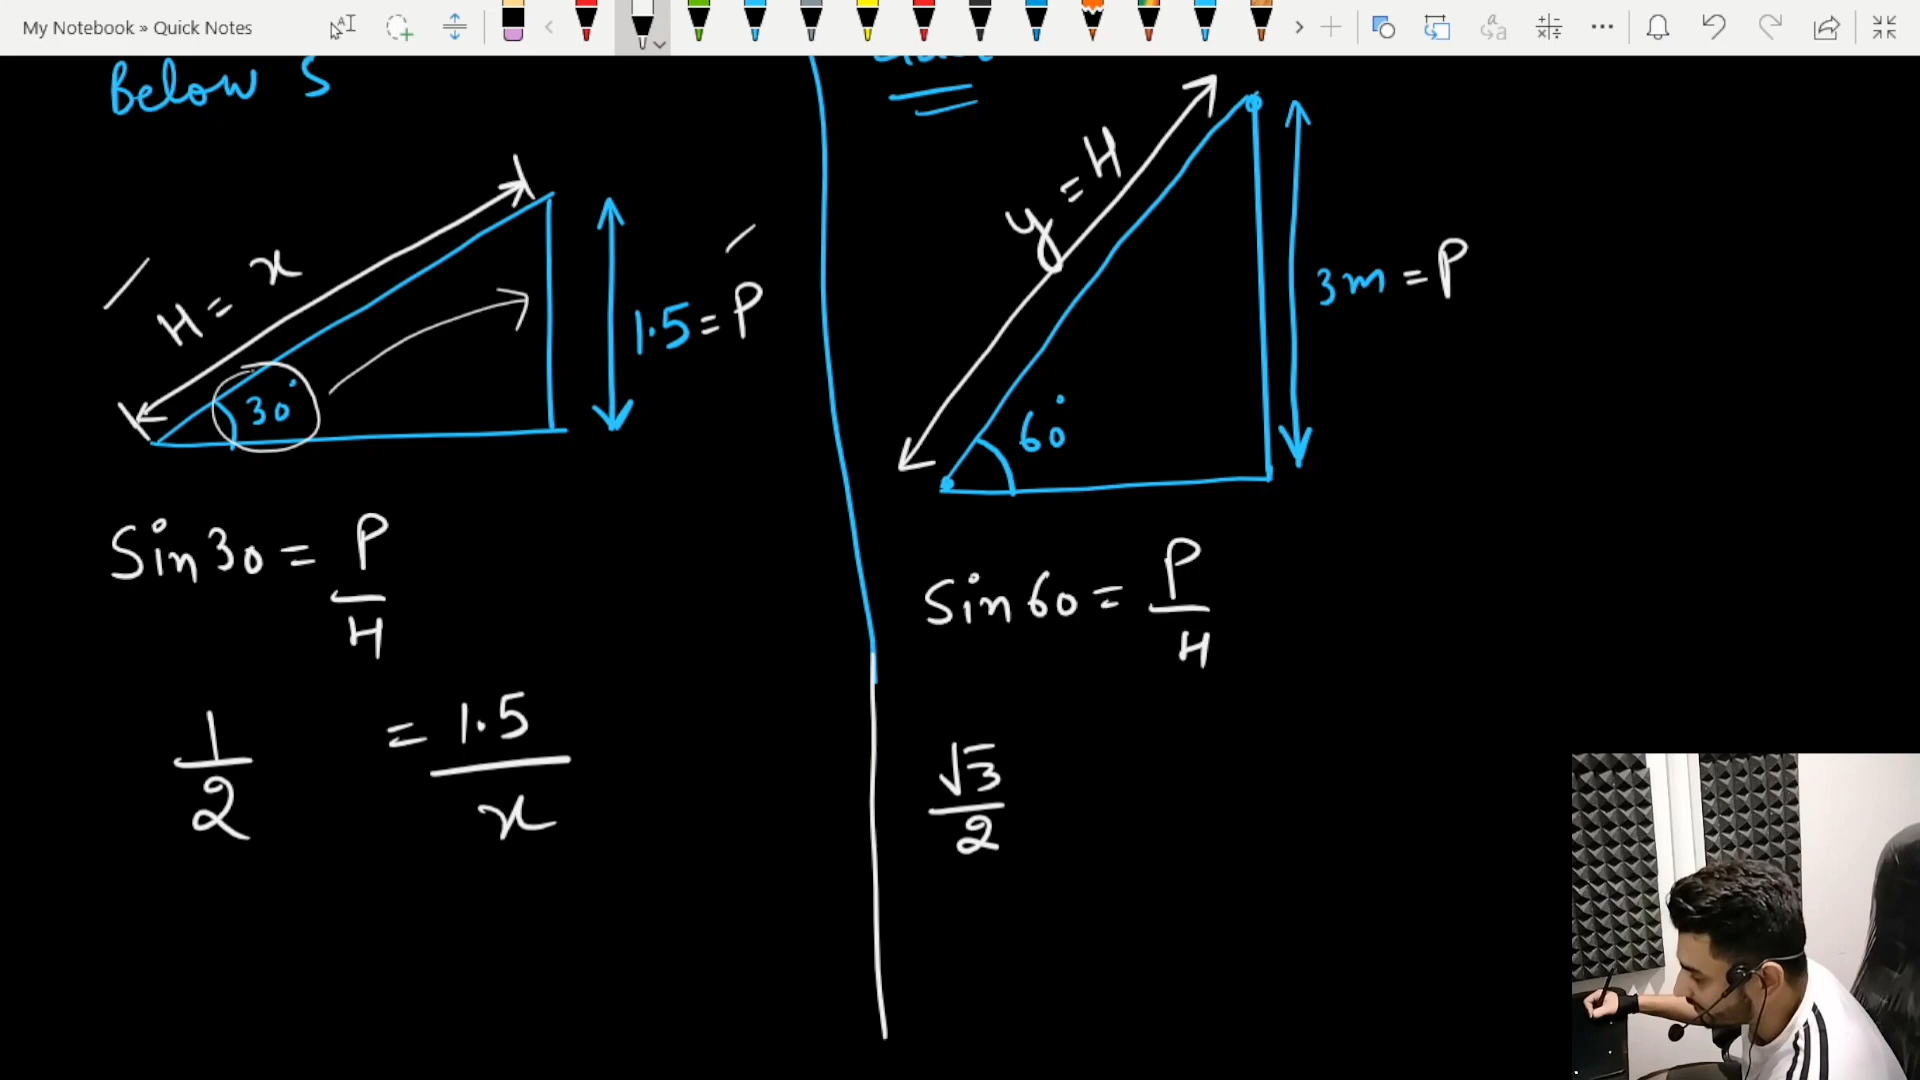 My Notebook » Quick Notes
Below 5
H = x
30°
1.5 = P
Sin 30 = P/H
1/2 = 1.5/x
y = H
3m = P
60°
Sin 60 = P/H
√3/2